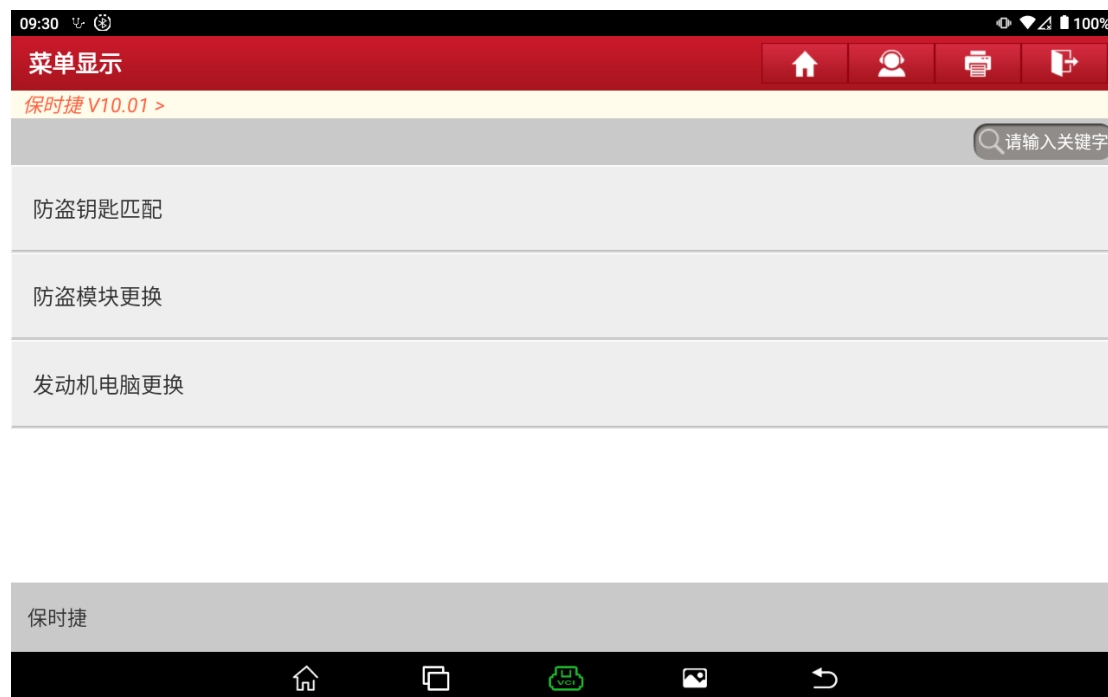 09:30 100%
菜单显示
保时捷 V10.01 >
请输入关键字
防盗钥匙匹配
防盗模块更换
发动机电脑更换
保时捷
VCI